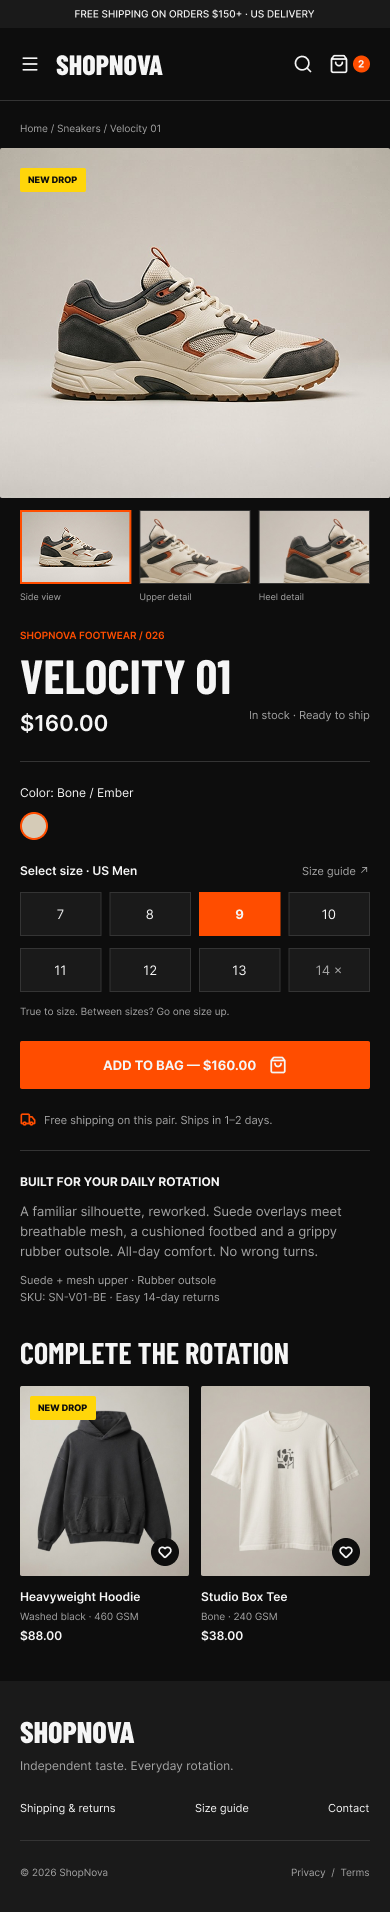 FREE SHIPPING ON ORDERS $150+ · US DELIVERY
SHOPNOVA
2
Home / Sneakers / Velocity 01
NEW DROP
Side view
Upper detail
Heel detail
SHOPNOVA FOOTWEAR / 026
VELOCITY 01
$160.00
In stock · Ready to ship
Color: Bone / Ember
Select size · US Men
Size guide ↗
7
8
9
10
11
12
13
14 ×
True to size. Between sizes? Go one size up.
ADD TO BAG — $160.00
Free shipping on this pair. Ships in 1–2 days.
BUILT FOR YOUR DAILY ROTATION
A familiar silhouette, reworked. Suede overlays meet
breathable mesh, a cushioned footbed and a grippy
rubber outsole. All-day comfort. No wrong turns.
Suede + mesh upper · Rubber outsole
SKU: SN-V01-BE · Easy 14-day returns
COMPLETE THE ROTATION
NEW DROP
Heavyweight Hoodie
Washed black · 460 GSM
$88.00
Studio Box Tee
Bone · 240 GSM
$38.00
SHOPNOVA
Independent taste. Everyday rotation.
Shipping & returns
Size guide
Contact
© 2026 ShopNova
Privacy / Terms